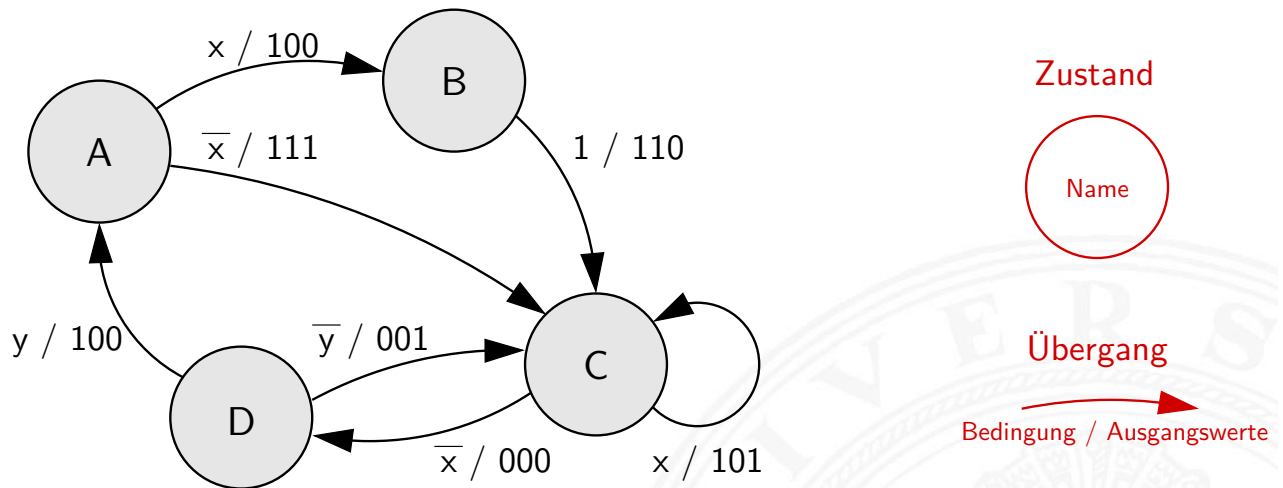 x / 100
B
Zustand
A
x̅ / 111
1 / 110
Name
y / 100
y̅ / 001
C
Übergang
D
x̅ / 000
x / 101
Bedingung / Ausgangswerte
I V E R S